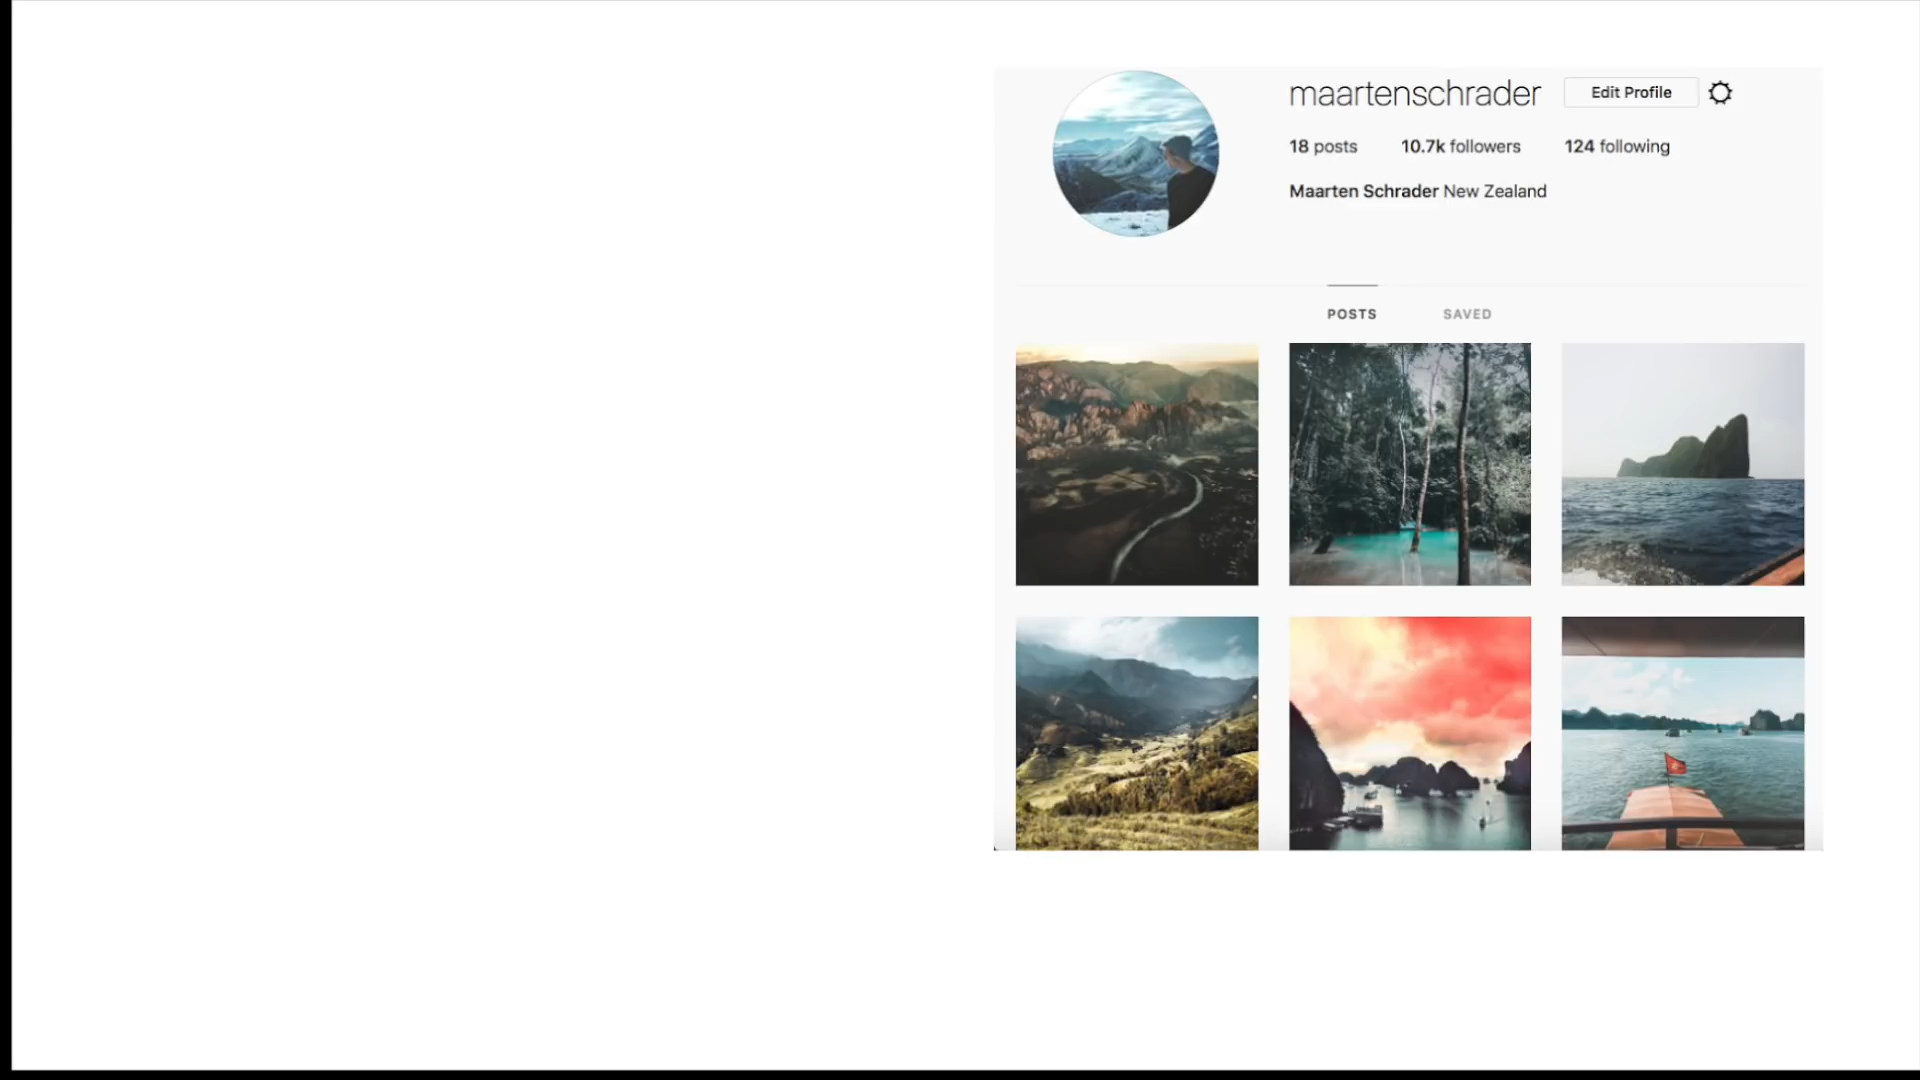 maartenschrader Edit Profile
18 posts 10.7k followers 124 following
Maarten Schrader New Zealand
POSTS SAVED